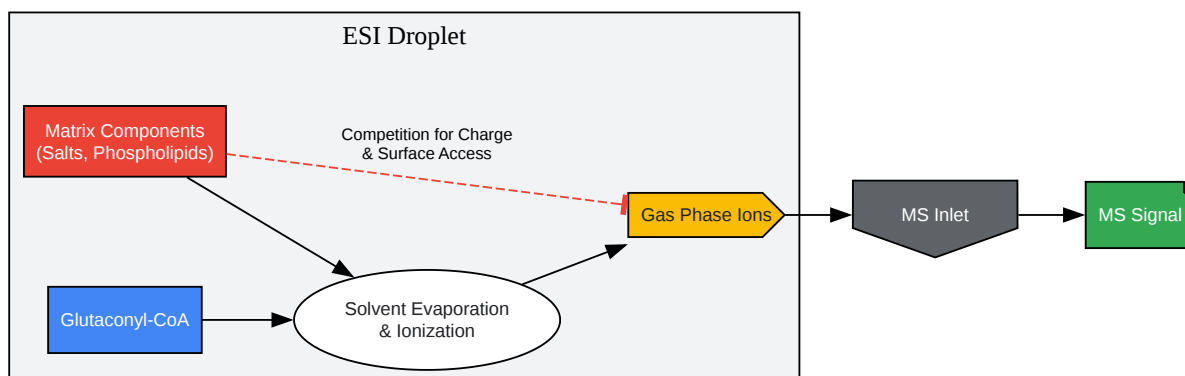 ESI Droplet
Matrix Components
(Salts, Phospholipids)
Competition for Charge
& Surface Access
Gas Phase Ions
MS Inlet
MS Signal
Glutaconyl-CoA
Solvent Evaporation
& Ionization